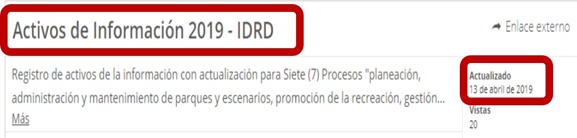 Activos de Información 2019 - IDRD
Enlace externo
Registro de activos de la información con actualización para Siete (7) Procesos "planeación,
administración y mantenimiento de parques y escenarios, promoción de la recreación, gestión...
Más
Actualizado
13 de abril de 2019
Vistas
20